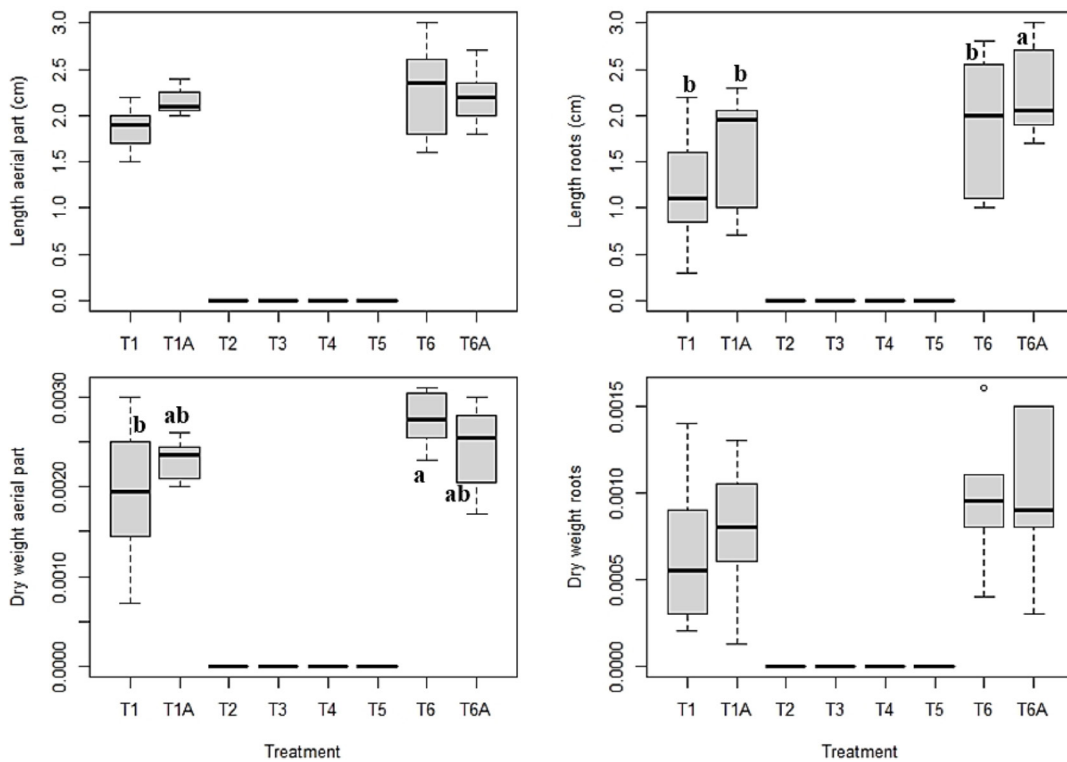 Length aerial part (cm)
3.0
2.5
2.0
1.5
1.0
0.5
0.0
T1 T1A T2 T3 T4 T5 T6 T6A
Length roots (cm)
3.0
2.5
2.0
1.5
1.0
0.5
0.0
b b b a
T1 T1A T2 T3 T4 T5 T6 T6A
Dry weight aerial part
0.0030
0.0020
0.0010
0.0000
b ab a ab
T1 T1A T2 T3 T4 T5 T6 T6A
Treatment
Dry weight roots
0.0015
0.0010
0.0005
0.0000
T1 T1A T2 T3 T4 T5 T6 T6A
Treatment